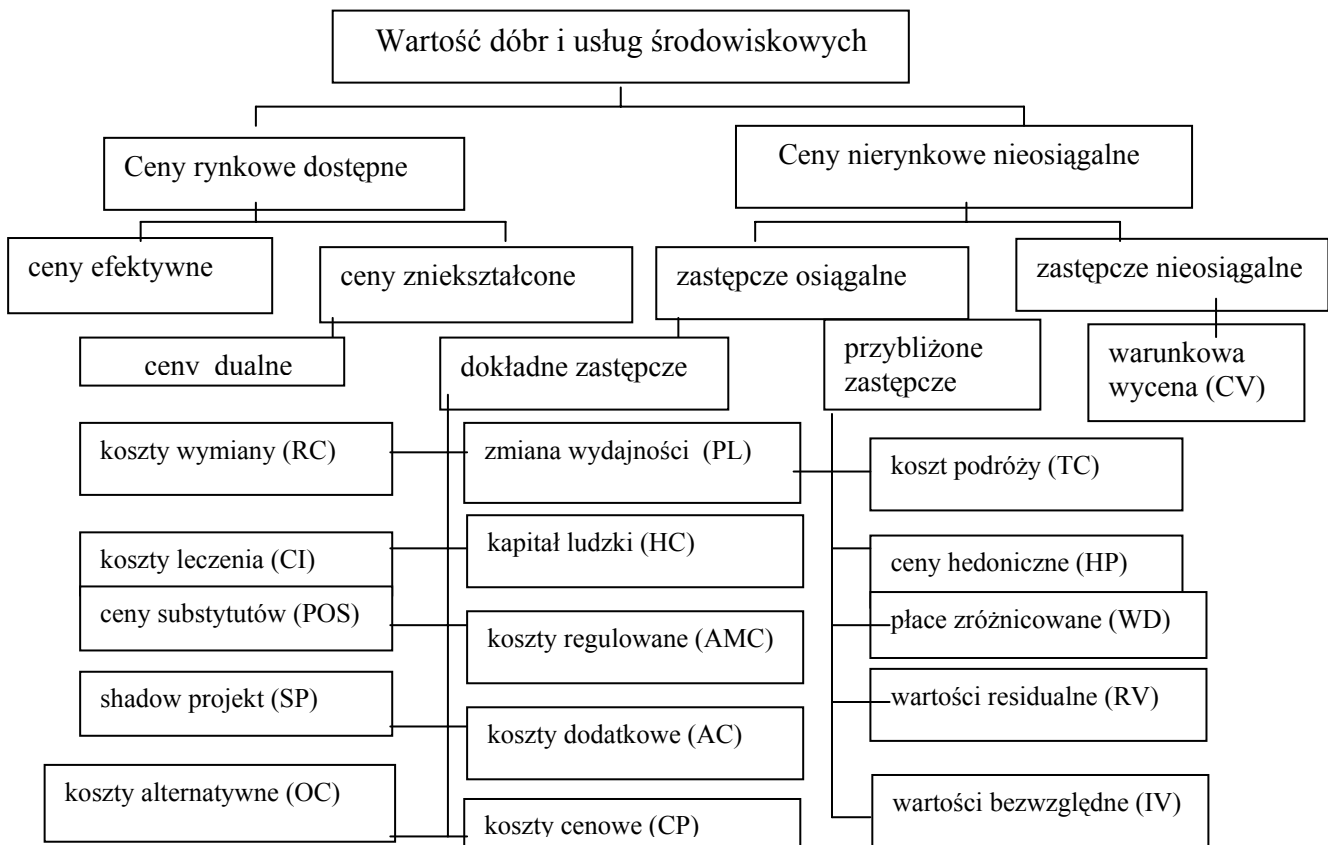 Wartość dóbr i usług środowiskowych
Ceny rynkowe dostępne
Ceny nierynkowe nieosiągalne
ceny efektywne
ceny zniekształcone
zastępcze osiągalne
zastępcze nieosiągalne
ceny dualne
dokładne zastępcze
przybliżone
zastępcze
warunkowa
wycena (CV)
koszty wymiany (RC)
zmiana wydajności (PL)
koszt podróży (TC)
koszty leczenia (CI)
kapitał ludzki (HC)
ceny hedoniczne (HP)
ceny substytutów (POS)
koszty regulowane (AMC)
płace zróżnicowane (WD)
shadow projekt (SP)
koszty dodatkowe (AC)
wartości residualne (RV)
koszty alternatywne (OC)
koszty cenowe (CP)
wartości bezwzględne (IV)